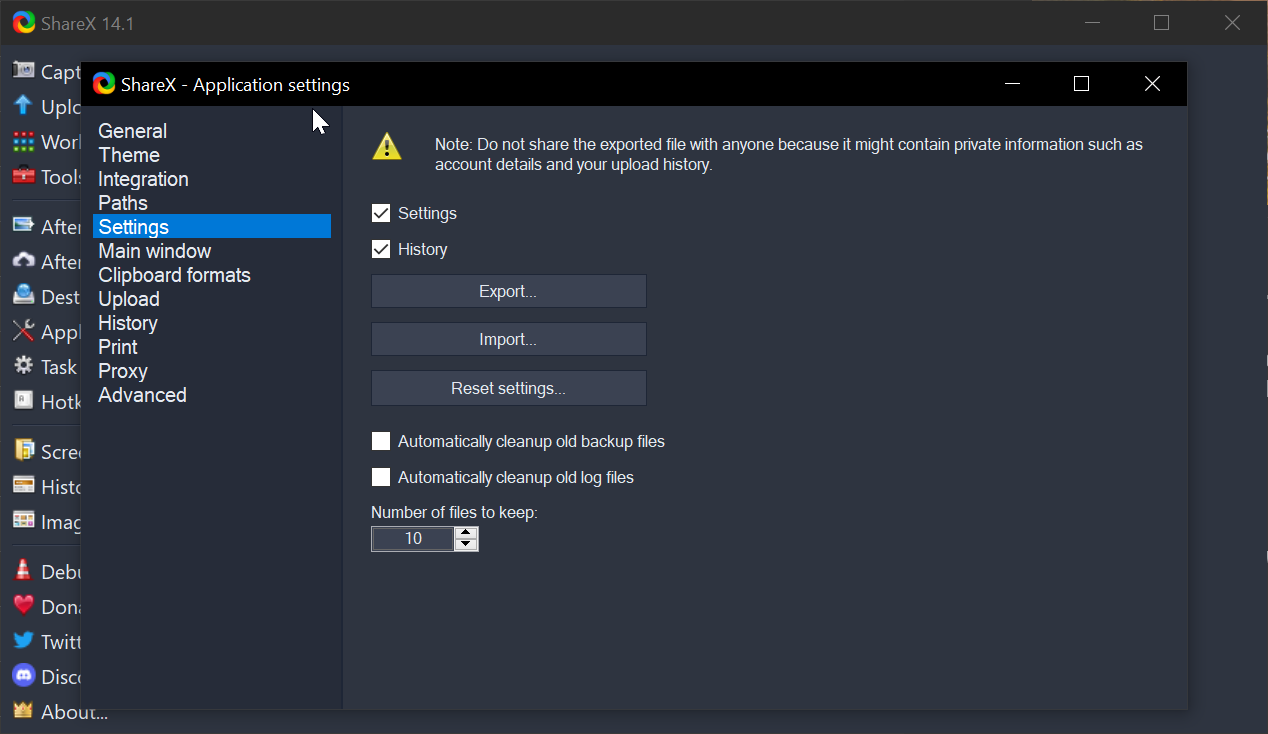 ShareX 14.1
ShareX - Application settings
Capt
Uplo
Worl
Tools
After
After
Dest
Appl
Task
Hotk
Scree
Histo
Imag
Debu
Dona
Twitt
Disco
About...
General
Theme
Integration
Paths
Settings
Main window
Clipboard formats
Upload
History
Print
Proxy
Advanced
Note: Do not share the exported file with anyone because it might contain private information such as
account details and your upload history.
Settings
History
Export...
Import...
Reset settings...
Automatically cleanup old backup files
Automatically cleanup old log files
Number of files to keep:
10